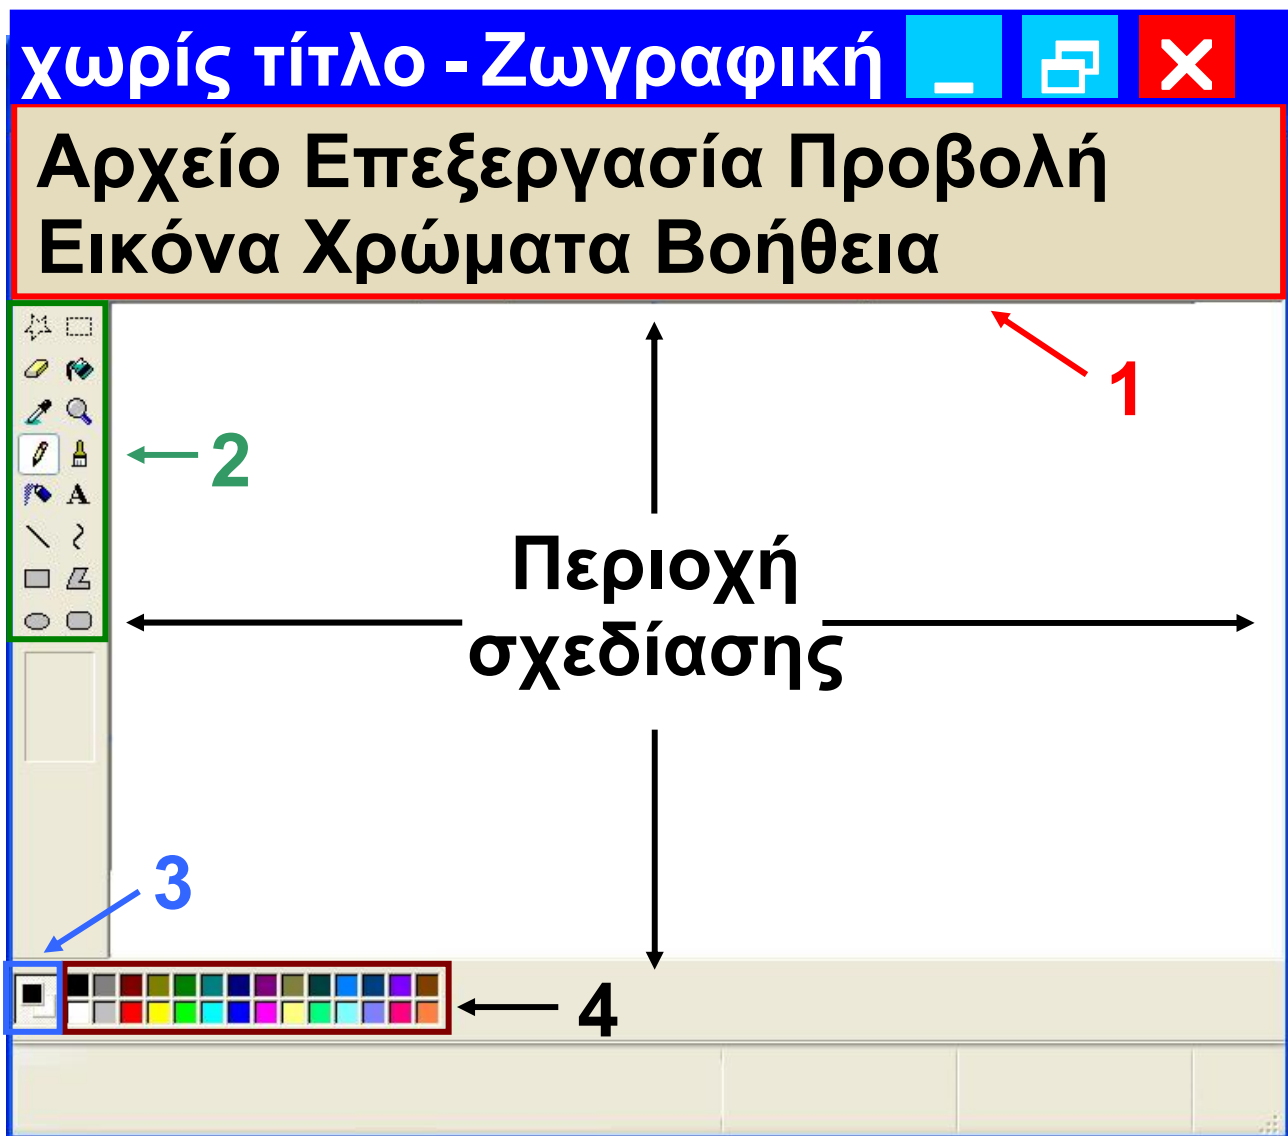 χωρίς τίτλο - Ζωγραφική
Αρχείο Επεξεργασία Προβολή
Εικόνα Χρώματα Βοήθεια
1
A
2
Περιοχή
σχεδίασης
3
4